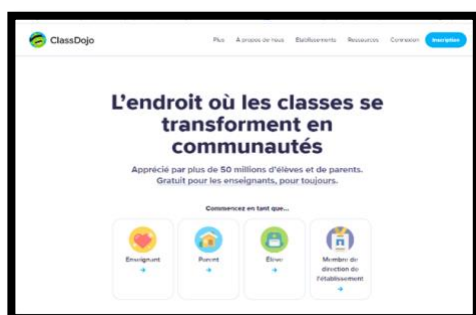 ClassDojo
Plus À propos de nous Établissements Ressources Connexion Inscription
L'endroit où les classes se
transforment en
communautés
Apprécié par plus de 50 millions d'élèves et de parents.
Gratuit pour les enseignants, pour toujours.
Commencez en tant que...
Enseignant Parent Élève Membre de
direction de
l'établissement